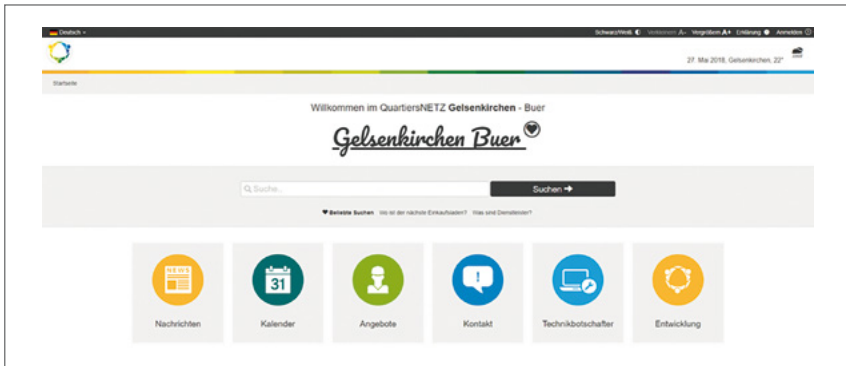 Deutsch
Schwarz/Weiß Verkleinern A- Vergrößern A+ Erklärung Anmelden
27. Mai 2018, Gelsenkirchen, 22°
Startseite
Willkommen im QuartiersNETZ Gelsenkirchen - Buer
Gelsenkirchen Buer
Suche...
Suchen
Beliebte Suchen Wo ist der nächste Einkaufsladen? Was sind Dienstleister?
NEWS
31
Nachrichten Kalender Angebote Kontakt Technikbotschafter Entwicklung